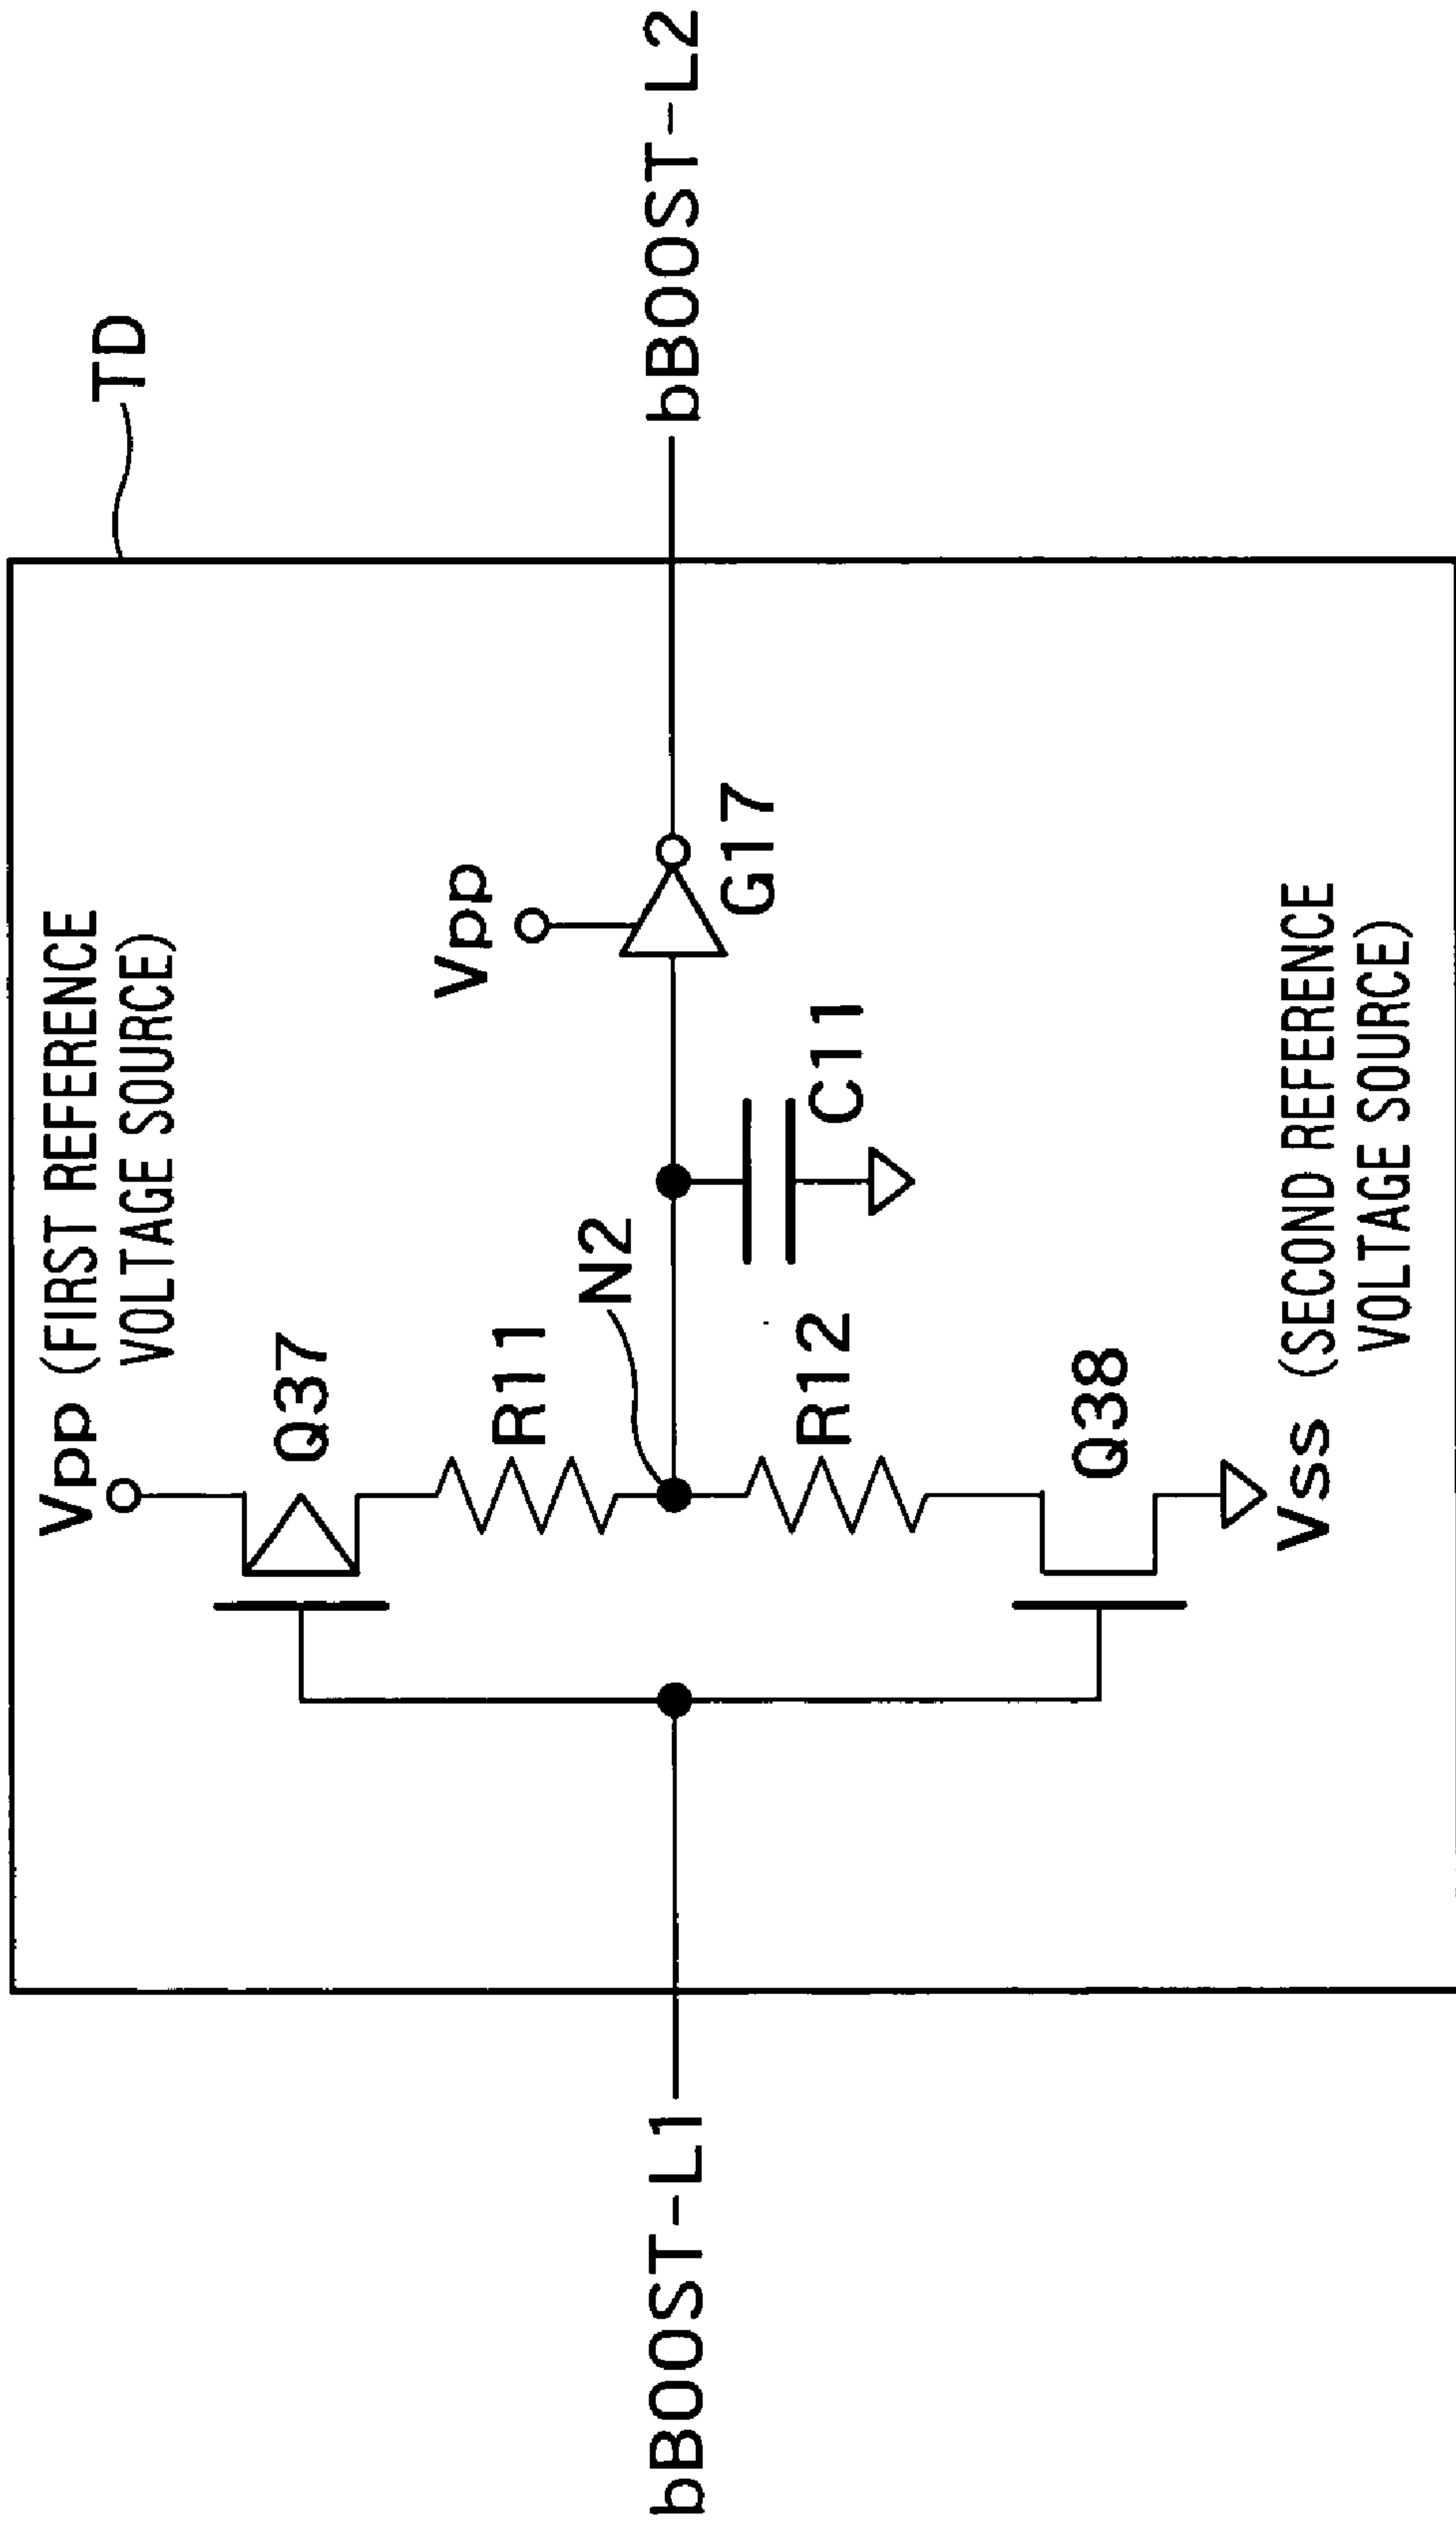 TD
Vpp (FIRST REFERENCE
VOLTAGE SOURCE)
Q37
R11
N2
Vpp
G17
bBOOST-L1
bBOOST-L2
C11
R12
Q38
Vss (SECOND REFERENCE
VOLTAGE SOURCE)